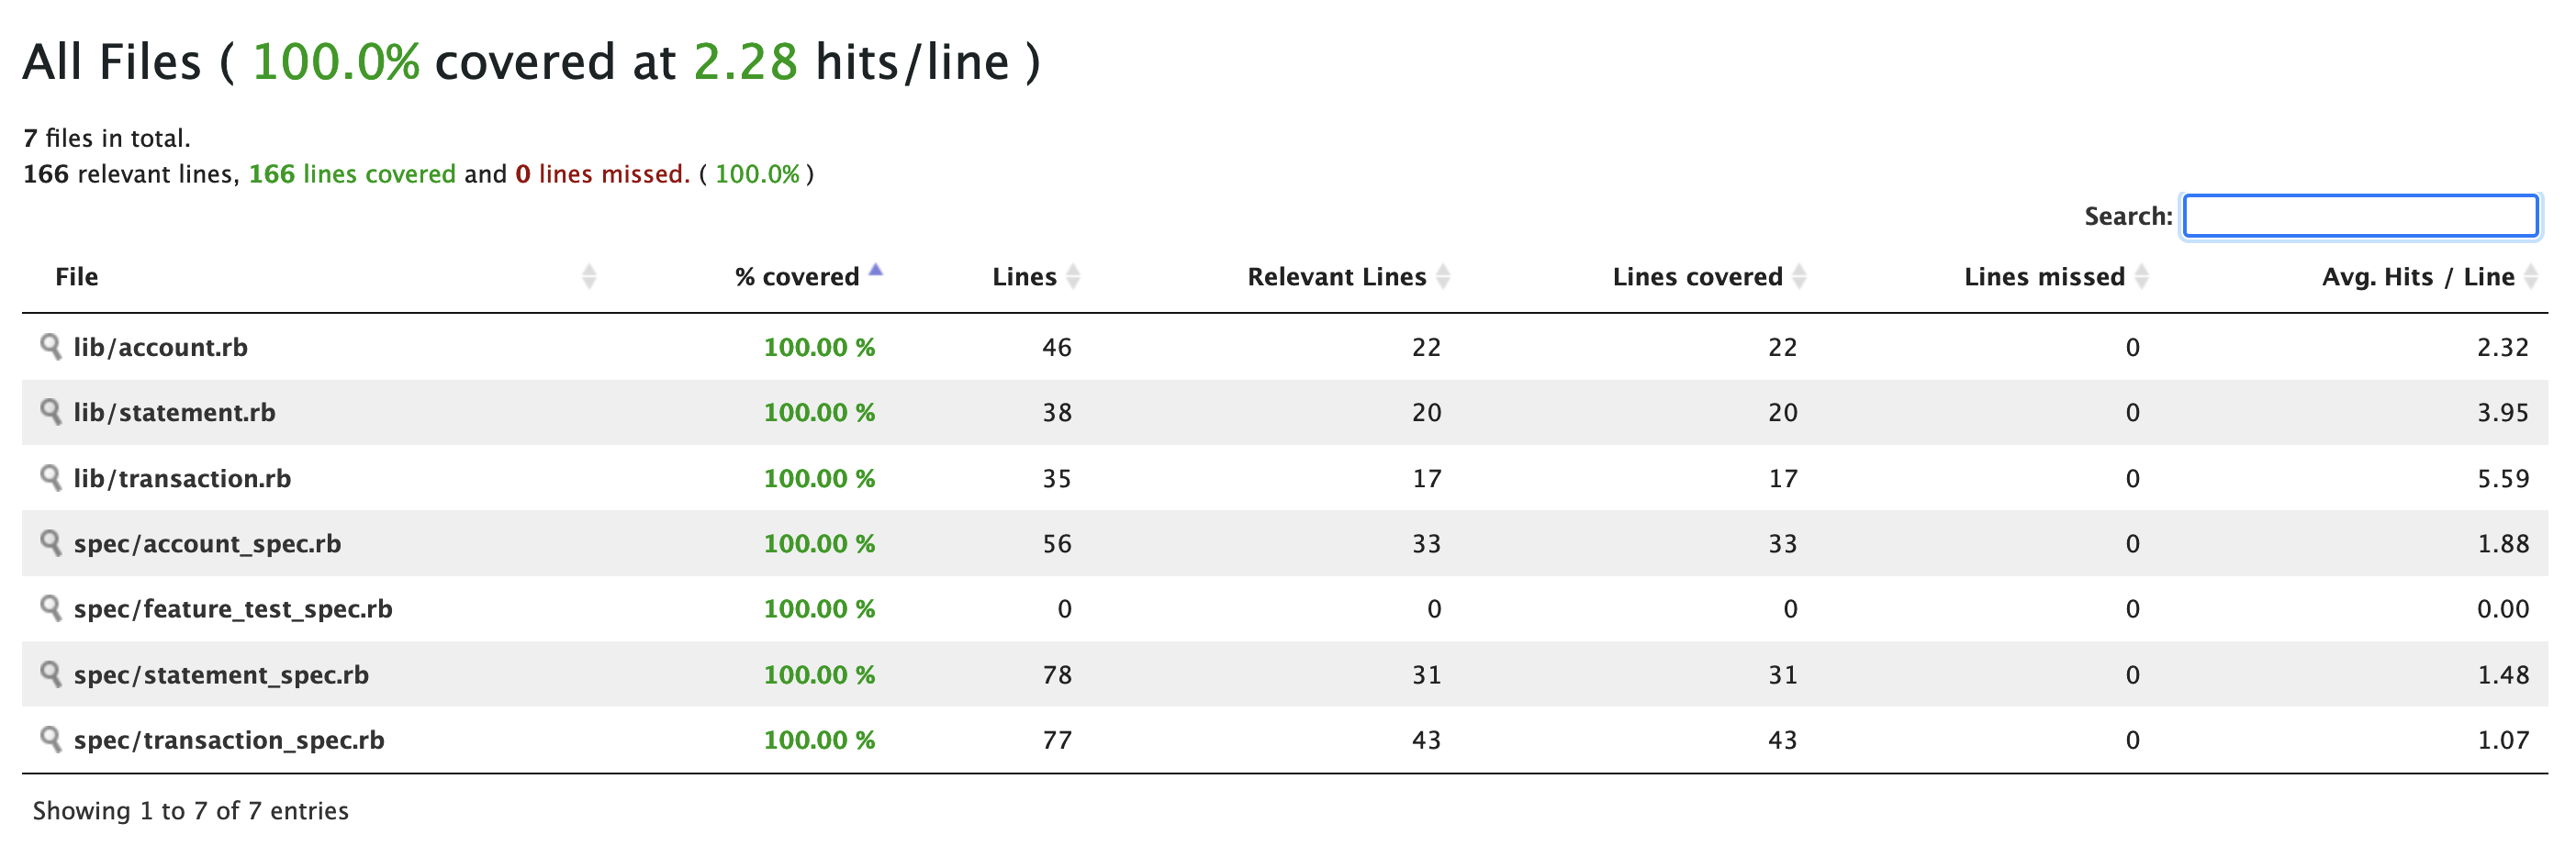 All Files ( 100.0% covered at 2.28 hits/line )
7 files in total.
166 relevant lines, 166 lines covered and 0 lines missed. ( 100.0% )
Search:
File % covered Lines Relevant Lines Lines covered Lines missed Avg. Hits / Line
lib/account.rb 100.00 % 46 22 22 0 2.32
lib/statement.rb 100.00 % 38 20 20 0 3.95
lib/transaction.rb 100.00 % 35 17 17 0 5.59
spec/account_spec.rb 100.00 % 56 33 33 0 1.88
spec/feature_test_spec.rb 100.00 % 0 0 0 0 0.00
spec/statement_spec.rb 100.00 % 78 31 31 0 1.48
spec/transaction_spec.rb 100.00 % 77 43 43 0 1.07
Showing 1 to 7 of 7 entries